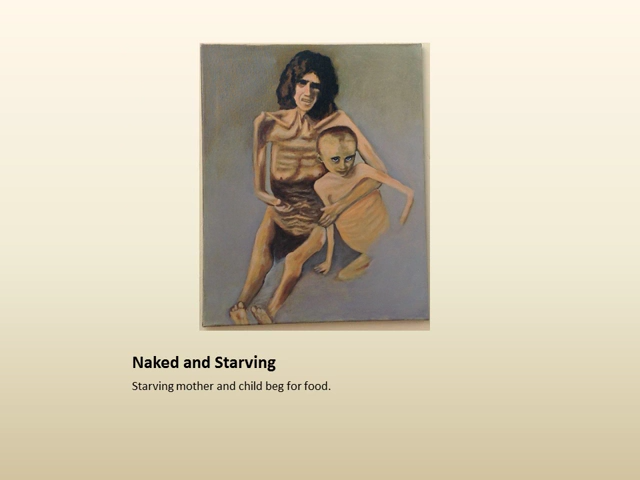 Naked and Starving
Starving mother and child beg for food.